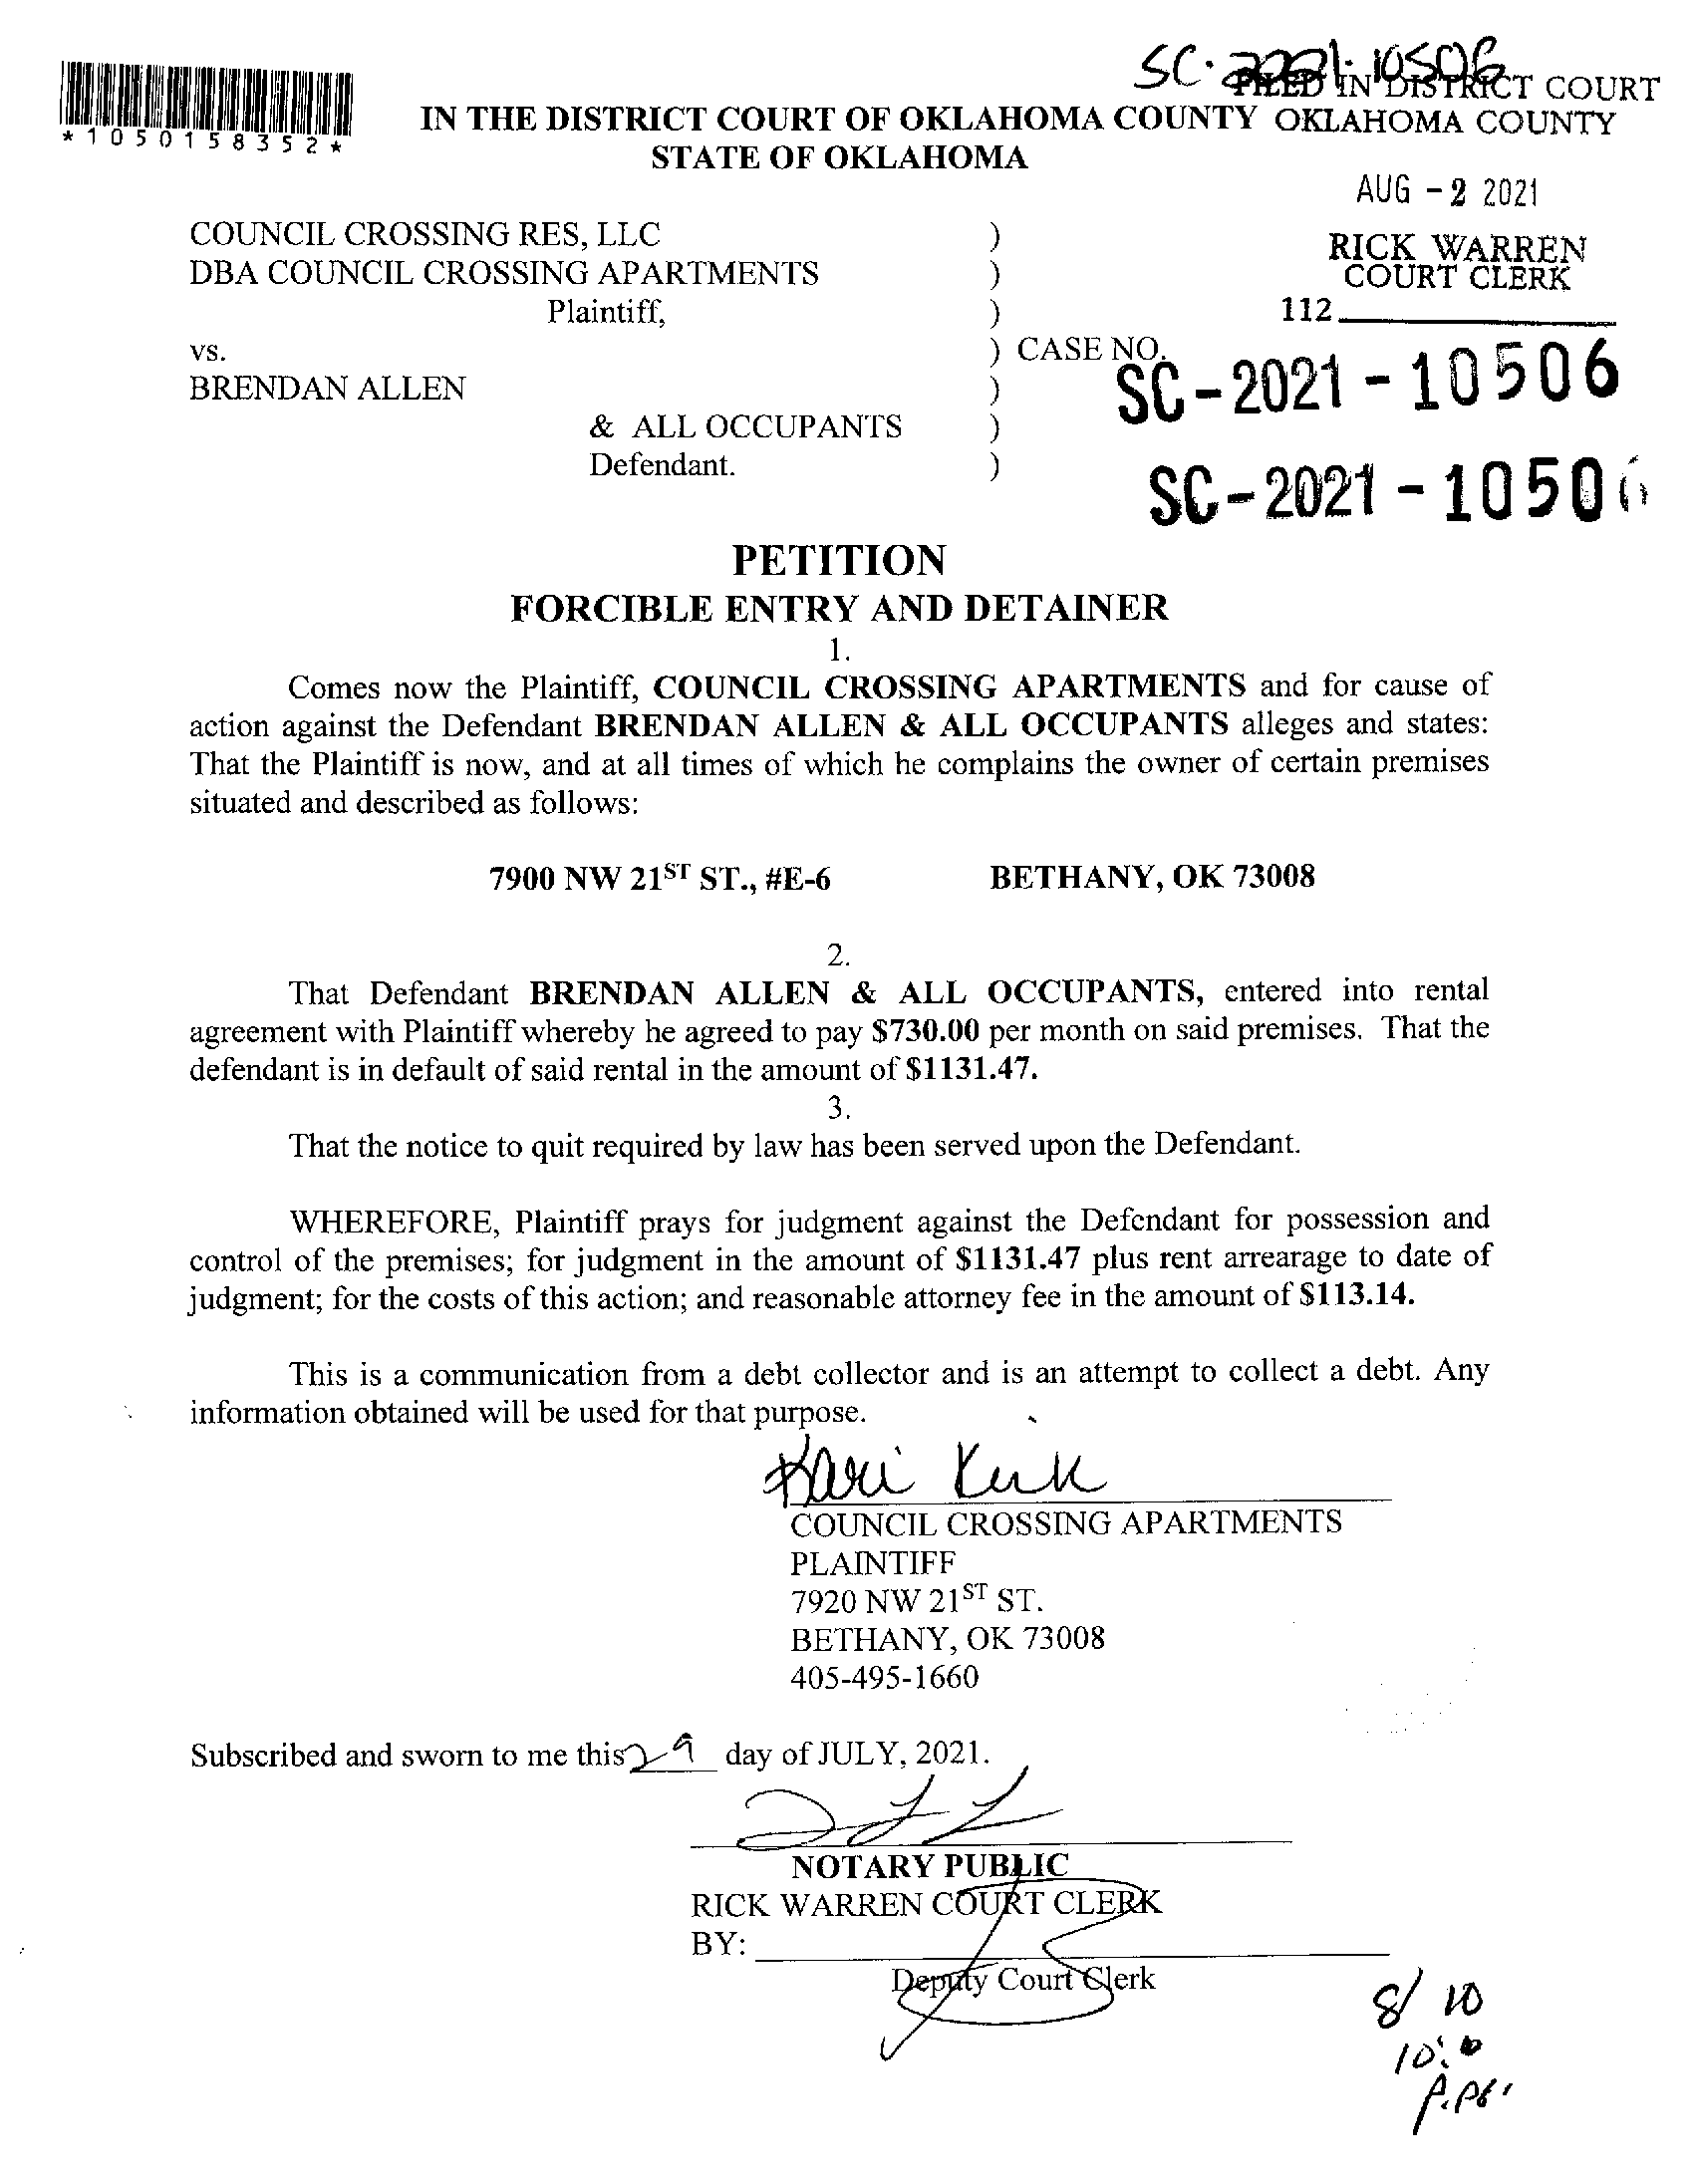 SC-2021-10506
FILED IN DISTRICT COURT
OKLAHOMA COUNTY
*1050158352*
IN THE DISTRICT COURT OF OKLAHOMA COUNTY
STATE OF OKLAHOMA
AUG -2 2021
RICK WARREN
COURT CLERK
112
COUNCIL CROSSING RES, LLC )
DBA COUNCIL CROSSING APARTMENTS )
Plaintiff, )
vs. ) CASE NO.
SC-2021-10506
BRENDAN ALLEN )
& ALL OCCUPANTS )
Defendant. )
SC-2021-10506
PETITION
FORCIBLE ENTRY AND DETAINER
1.
Comes now the Plaintiff, COUNCIL CROSSING APARTMENTS and for cause of
action against the Defendant BRENDAN ALLEN & ALL OCCUPANTS alleges and states:
That the Plaintiff is now, and at all times of which he complains the owner of certain premises
situated and described as follows:
7900 NW 21ST ST., #E-6 BETHANY, OK 73008
2.
That Defendant BRENDAN ALLEN & ALL OCCUPANTS, entered into rental
agreement with Plaintiff whereby he agreed to pay $730.00 per month on said premises. That the
defendant is in default of said rental in the amount of $1131.47.
3.
That the notice to quit required by law has been served upon the Defendant.
WHEREFORE, Plaintiff prays for judgment against the Defendant for possession and
control of the premises; for judgment in the amount of $1131.47 plus rent arrearage to date of
judgment; for the costs of this action; and reasonable attorney fee in the amount of $113.14.
This is a communication from a debt collector and is an attempt to collect a debt. Any
information obtained will be used for that purpose.
Kari Kirk
COUNCIL CROSSING APARTMENTS
PLAINTIFF
7920 NW 21ST ST.
BETHANY, OK 73008
405-495-1660
Subscribed and sworn to me this 29 day of JULY, 2021.
NOTARY PUBLIC
RICK WARREN COURT CLERK
BY:
Deputy Court Clerk
8/10